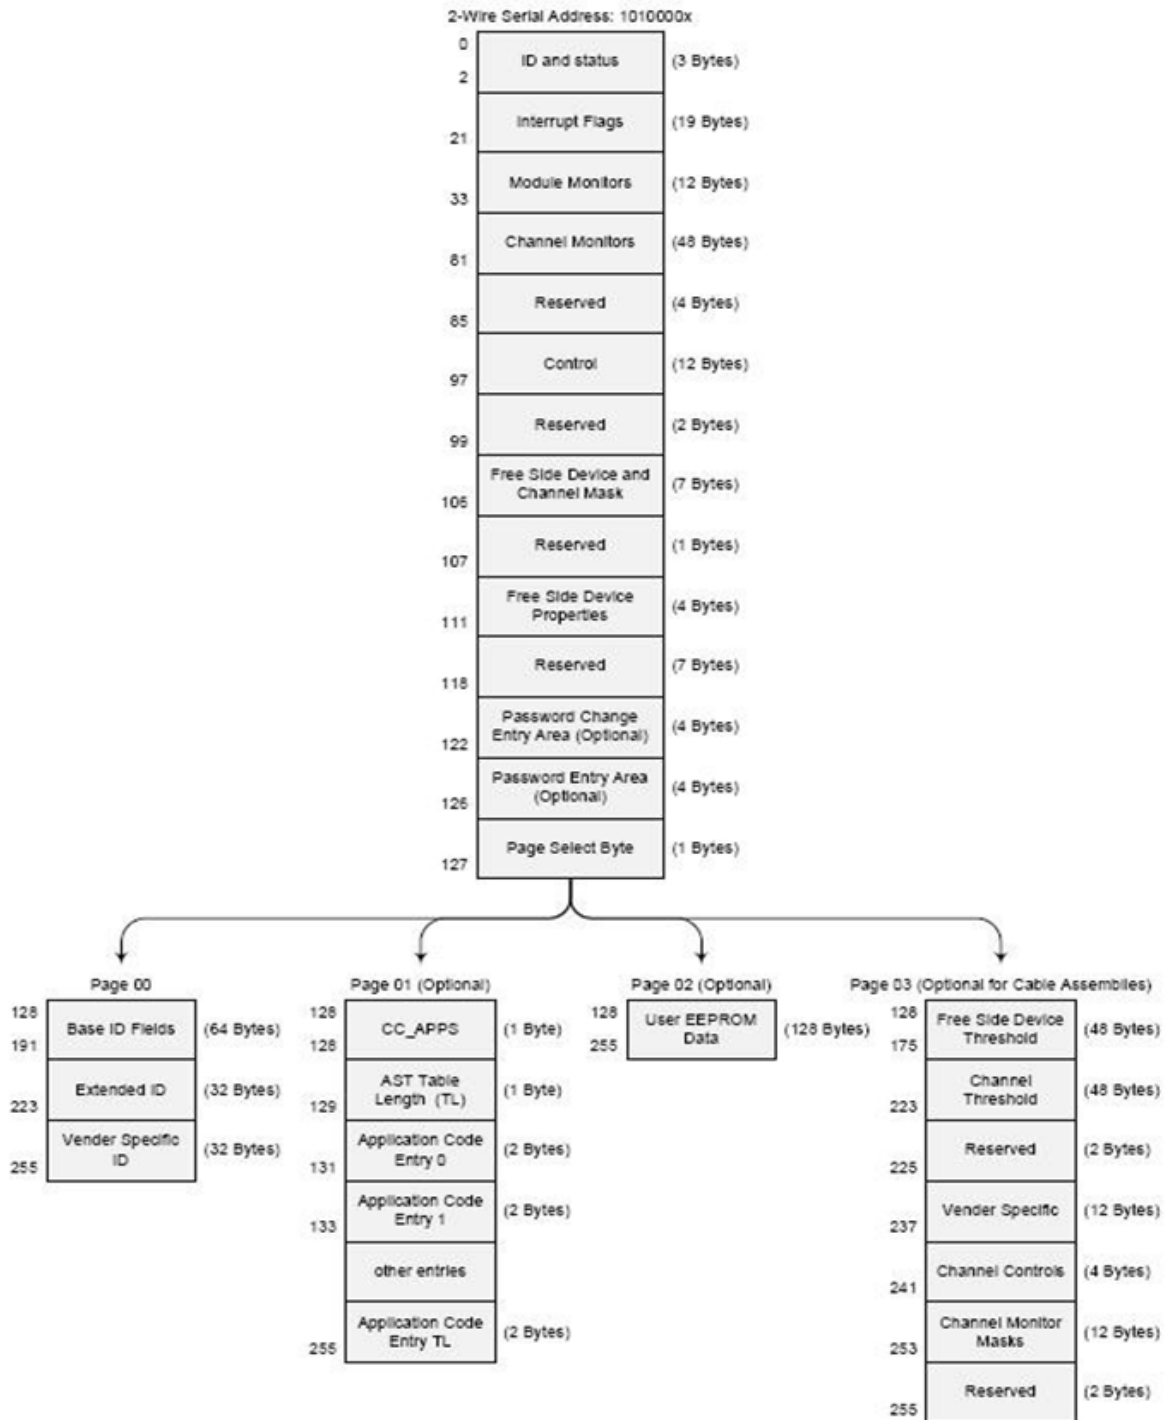 2-Wire Serial Address: 1010000x
0
ID and status (3 Bytes)
2
Interrupt Flags (19 Bytes)
21
Module Monitors (12 Bytes)
33
Channel Monitors (48 Bytes)
81
Reserved (4 Bytes)
85
Control (12 Bytes)
97
Reserved (2 Bytes)
99
Free Side Device and
Channel Mask (7 Bytes)
106
Reserved (1 Bytes)
107
Free Side Device
Properties (4 Bytes)
111
Reserved (7 Bytes)
118
Password Change
Entry Area (Optional) (4 Bytes)
122
Password Entry Area
(Optional) (4 Bytes)
126
Page Select Byte (1 Bytes)
127
Page 00
128
Base ID Fields (64 Bytes)
191
Extended ID (32 Bytes)
223
Vender Specific
ID (32 Bytes)
255
Page 01 (Optional)
128
CC_APPS (1 Byte)
128
AST Table
Length (TL) (1 Byte)
129
Application Code
Entry 0 (2 Bytes)
131
Application Code
Entry 1 (2 Bytes)
133
other entries
Application Code
Entry TL (2 Bytes)
255
Page 02 (Optional)
128
User EEPROM
Data (128 Bytes)
255
Page 03 (Optional for Cable Assemblies)
128
Free Side Device
Threshold (48 Bytes)
175
Channel
Threshold (48 Bytes)
223
Reserved (2 Bytes)
225
Vender Specific (12 Bytes)
237
Channel Controls (4 Bytes)
241
Channel Monitor
Masks (12 Bytes)
253
Reserved (2 Bytes)
255